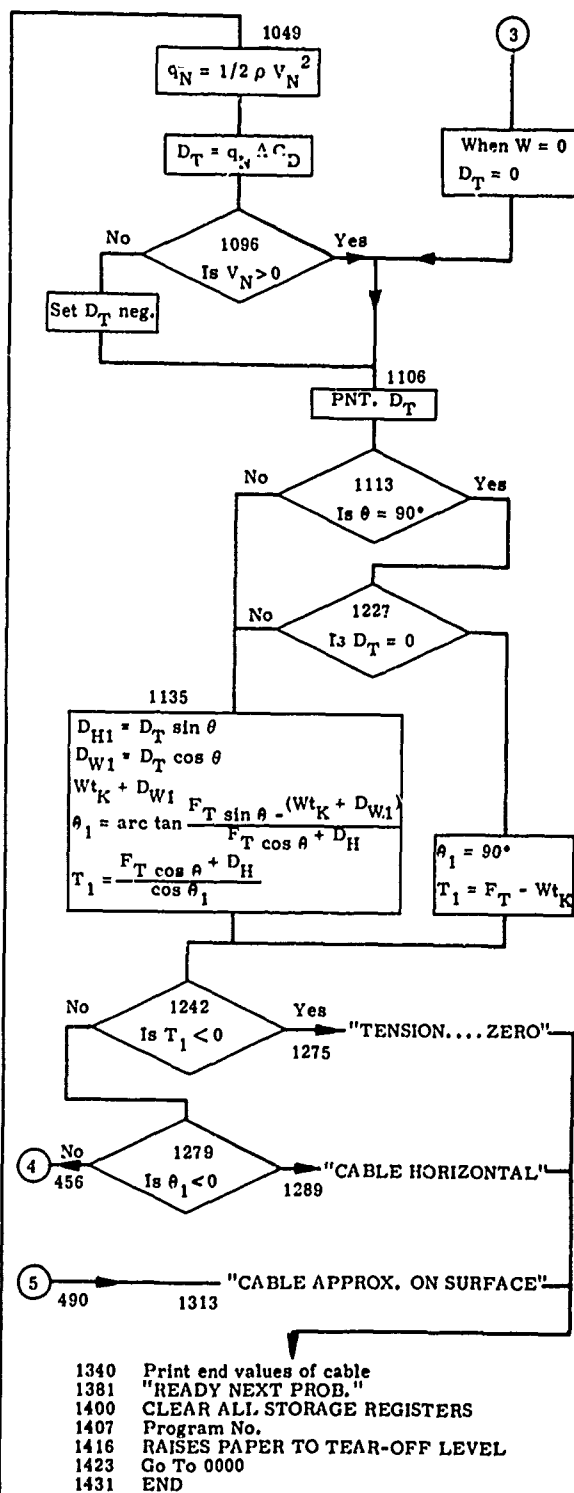 1049
3
q_N = 1/2 ρ V_N²
When W = 0
D_T = 0
D_T = q_N A C_D
No
1096
Yes
Is V_N > 0
Set D_T neg.
1106
PNT. D_T
No
1113
Yes
Is θ = 90°
No
1227
Is D_T = 0
1135
D_H1 = D_T sin θ
D_W1 = D_T cos θ
Wt_K + D_W1
θ_1 = arc tan F_T sin θ - (Wt_K + D_W1) / F_T cos θ + D_H
T_1 = F_T cos θ + D_H / cos θ_1
θ_1 = 90°
T_1 = F_T - Wt_K
No
1242
Yes
Is T_1 < 0
1275
"TENSION....ZERO"
4
No
456
1279
Is θ_1 < 0
1289
"CABLE HORIZONTAL"
5
490
1313
"CABLE APPROX. ON SURFACE"
1340 Print end values of cable
1381 "READY NEXT PROB."
1400 CLEAR ALL STORAGE REGISTERS
1407 Program No.
1416 RAISES PAPER TO TEAR-OFF LEVEL
1423 Go To 0000
1431 END